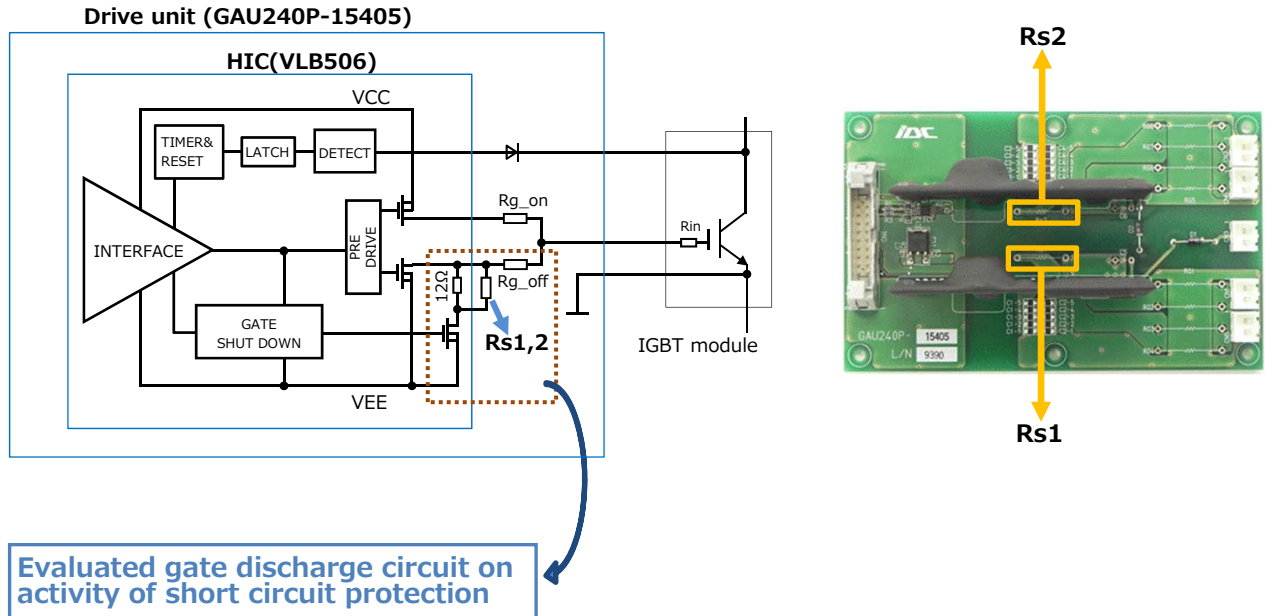 Drive unit (GAU240P-15405)
HIC(VLB506)
VCC
TIMER&
RESET
LATCH
DETECT
INTERFACE
PRE
DRIVE
Rg_on
Rg_off
12Ω
Rin
GATE
SHUT DOWN
Rs1,2
VEE
IGBT module
Evaluated gate discharge circuit on
activity of short circuit protection
Rs2
GAU240P-
15405
L/N
9390
Rs1